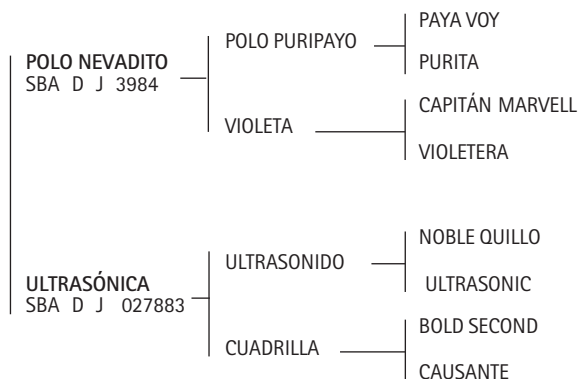 PAYA VOY
POLO PURIPAYO
POLO NEVADITO
SBA D J 3984
PURITA
CAPITÁN MARVELL
VIOLETA
VIOLETERA
NOBLE QUILLO
ULTRASONIDO
ULTRASÓNICA
SBA D J 027883
ULTRASONIC
BOLD SECOND
CUADRILLA
CAUSANTE